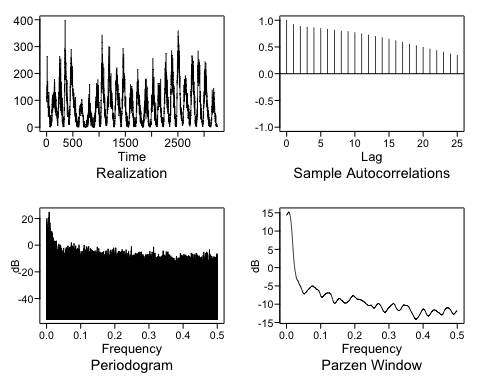 400
300
200
100
0
0 500 1500 2500
Time
Realization
1.0
0.5
0.0
-0.5
-1.0
0 5 10 15 20 25
Lag
Sample Autocorrelations
20
0
-20
-40
dB
0.0 0.1 0.2 0.3 0.4 0.5
Frequency
Periodogram
15
10
5
0
-5
-10
-15
dB
0.0 0.1 0.2 0.3 0.4 0.5
Frequency
Parzen Window